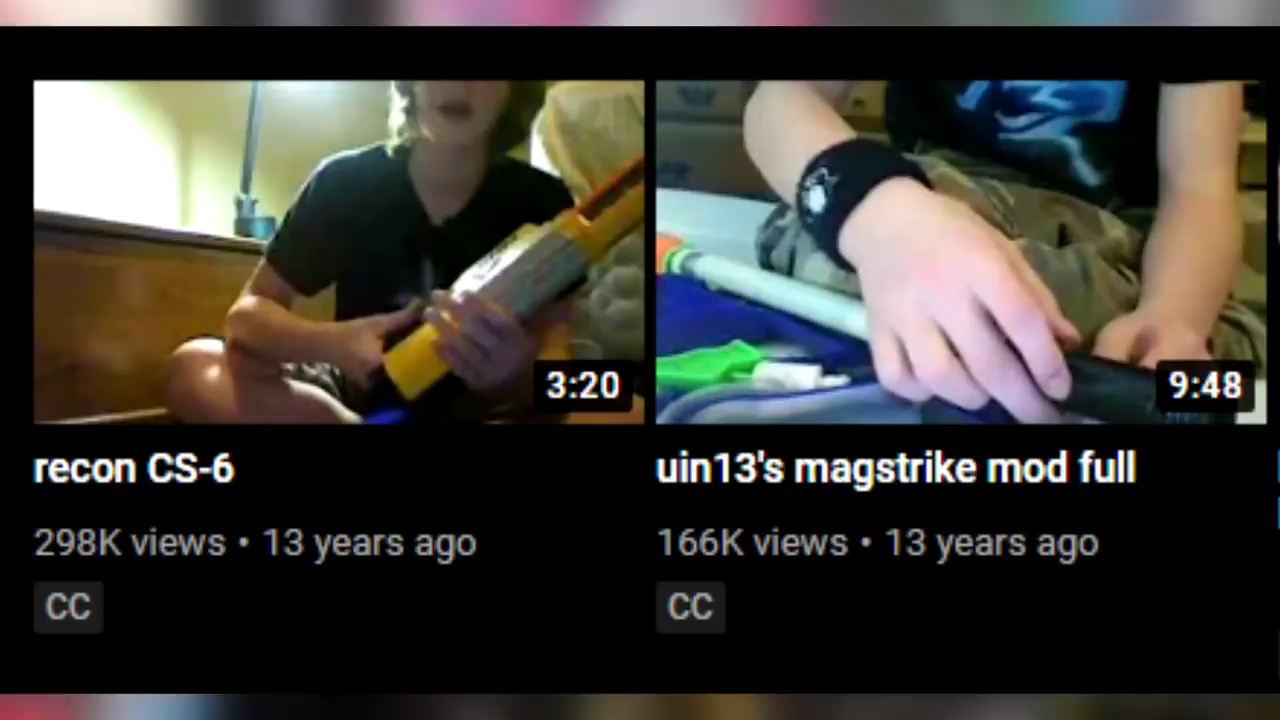 3:20
9:48
recon CS-6
uin13's magstrike mod full
298K views • 13 years ago
166K views • 13 years ago
CC
CC